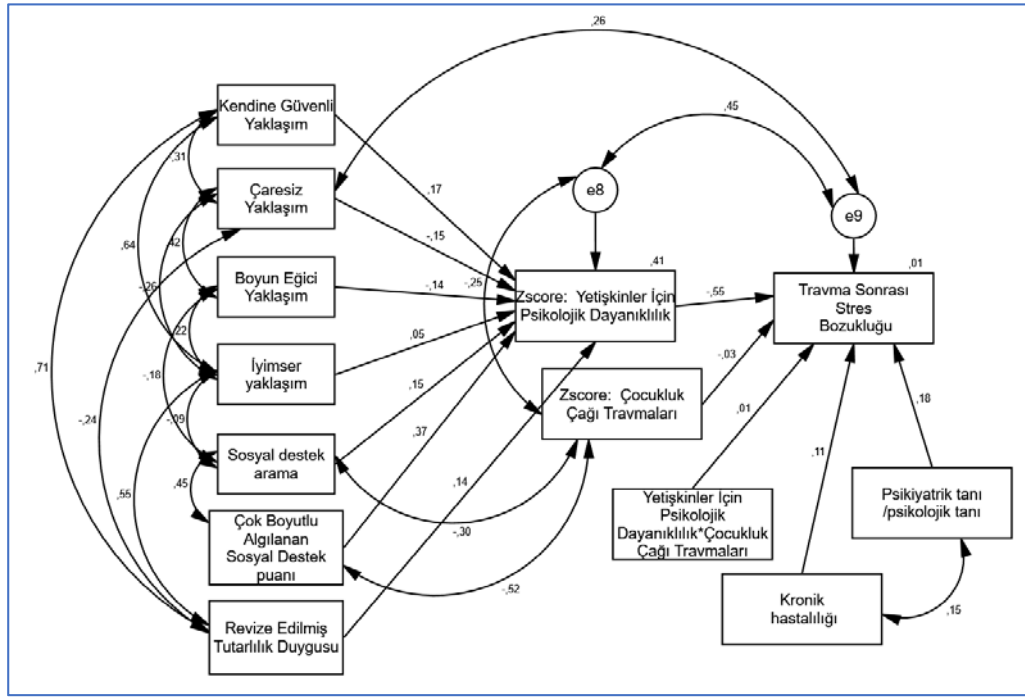 ,26
,45
Kendine Güvenli
Yaklaşım
-,31
Çaresiz
Yaklaşım
,17
e8
e9
-,15
,42
,64
-,26
Boyun Eğici
Yaklaşım
-,14
-,25
,41
Zscore: Yetişkinler İçin
Psikolojik Dayanıklılık
-,55
,01
Travma Sonrası
Stres
Bozukluğu
,22
,05
,71
-,18
İyimser
yaklaşım
-,03
-,24
-,09
,15
Zscore: Çocukluk
Çağı Travmaları
,01
,18
,37
,11
Sosyal destek
arama
,55
,45
,14
Çok Boyutlu
Algılanan
Sosyal Destek
puanı
-,30
Yetişkinler İçin
Psikolojik
Dayanıklılık*Çocukluk
Çağı Travmaları
Psikiyatrik tanı
/psikolojik tanı
-,52
Kronik
hastalılığı
,15
Revize Edilmiş
Tutarlılık Duygusu